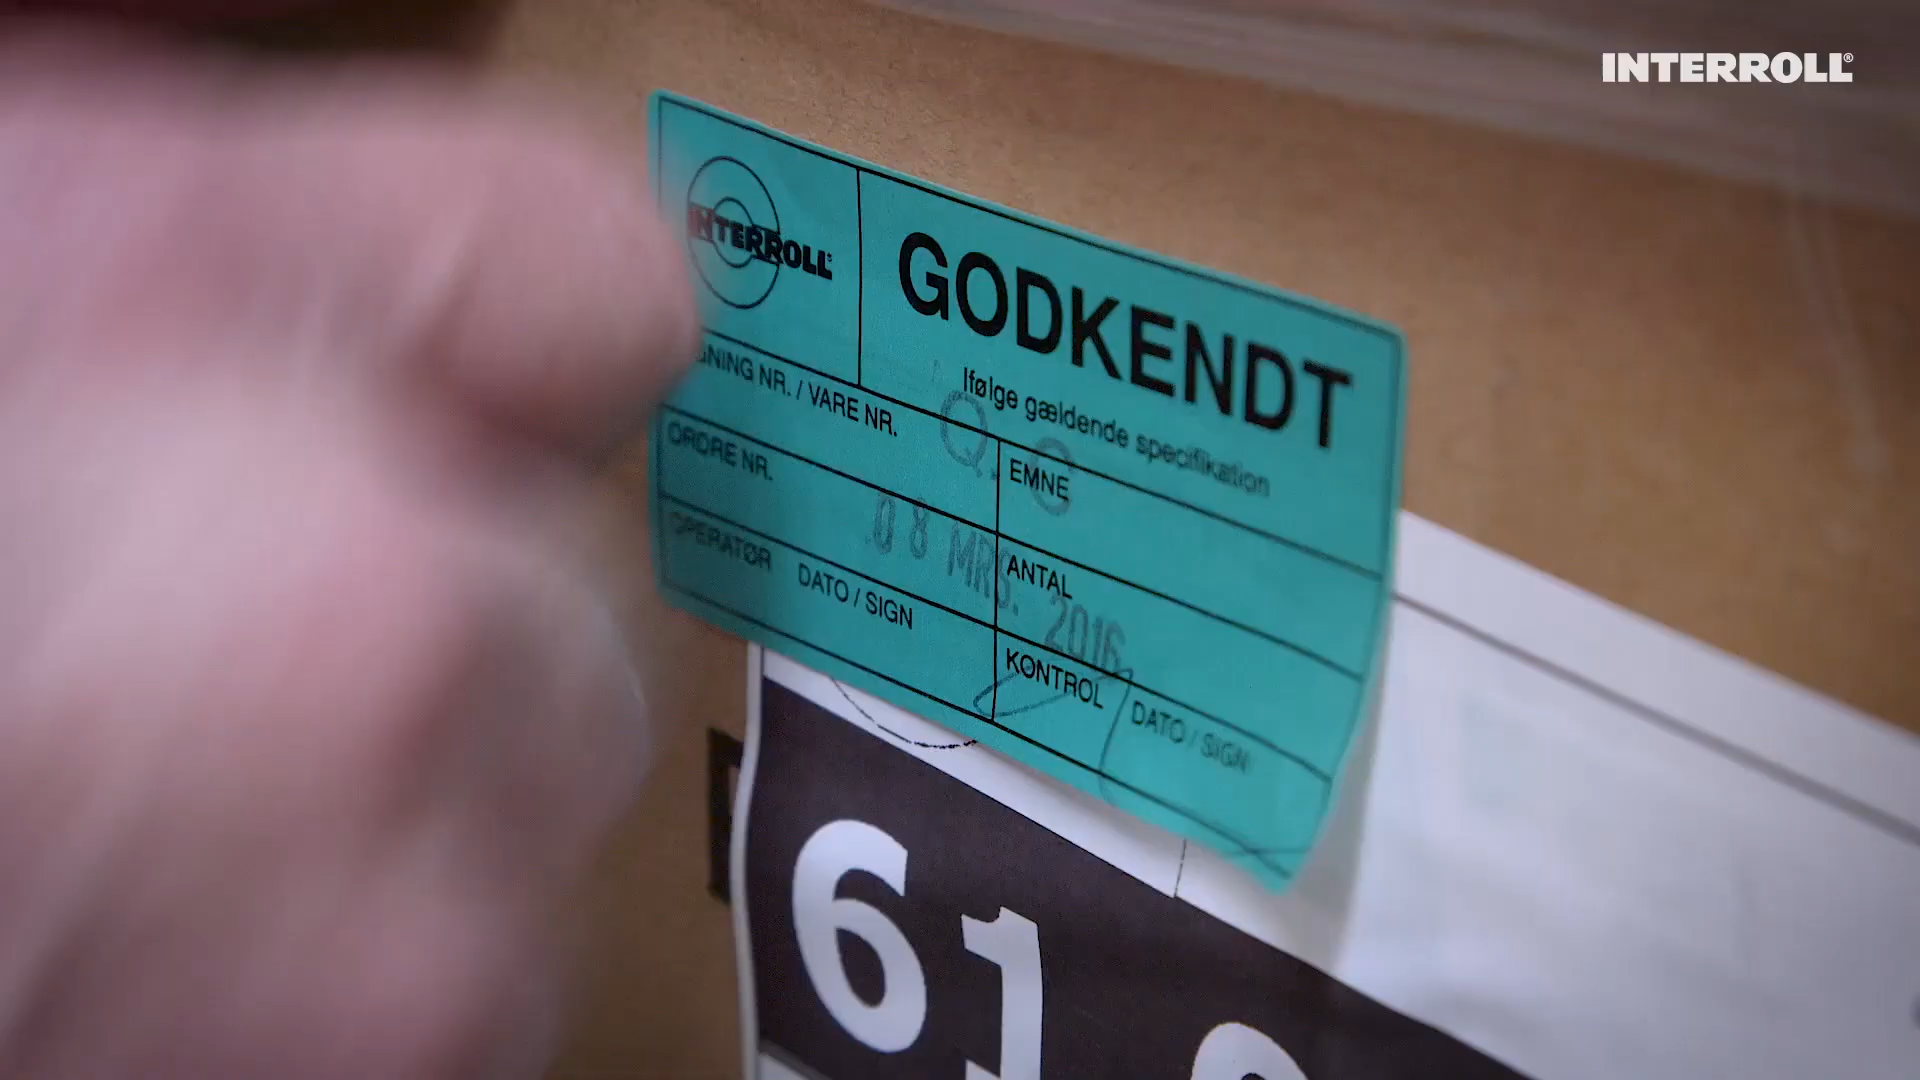 INTERROLL®
INTERROLL®
GODKENDT
Ifølge gældende specifikation
NING NR. / VARE NR.
Q. C
EMNE
ORDRE NR.
08 MRS. 2016
ANTAL
OPERATØR
DATO / SIGN
KONTROL
DATO / SIGN
61